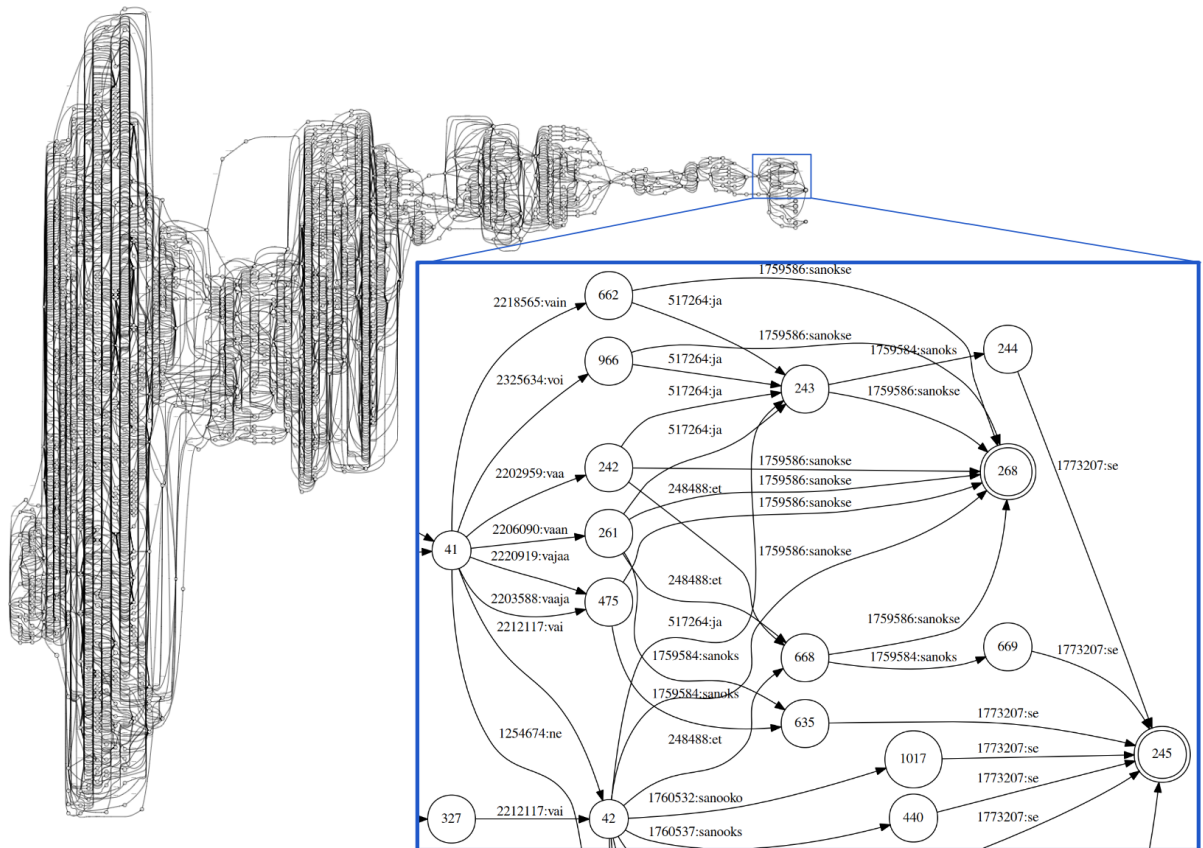 1759586:sanokse
662
2218565:vain
517264:ja
1759586:sanokse
1759584:sanoks
244
966
517264:ja
2325634:voi
243
517264:ja
1759586:sanokse
517264:ja
1773207:se
2202959:vaa
242
1759586:sanokse
268
1759586:sanokse
248488:et
1759586:sanokse
2206090:vaan
261
41
2220919:vajaa
1759586:sanokse
248488:et
2203588:vaaja
475
517264:ja
1759586:sanokse
2212117:vai
1773207:se
1759584:sanoks
668
1759584:sanoks
669
1759584:sanoks
1773207:se
635
1254674:ne
248488:et
1773207:se
1017
245
1773207:se
1760532:sanooko
2212117:vai
327
42
440
1773207:se
1760537:sanooks